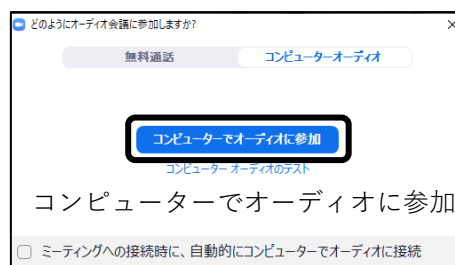 どのようにオーディオ会議に参加しますか?
無料通話 コンピューターオーディオ
コンピューターでオーディオに参加
コンピューター オーディオのテスト
コンピューターでオーディオに参加
ミーティングへの接続時に、自動的にコンピューターでオーディオに接続